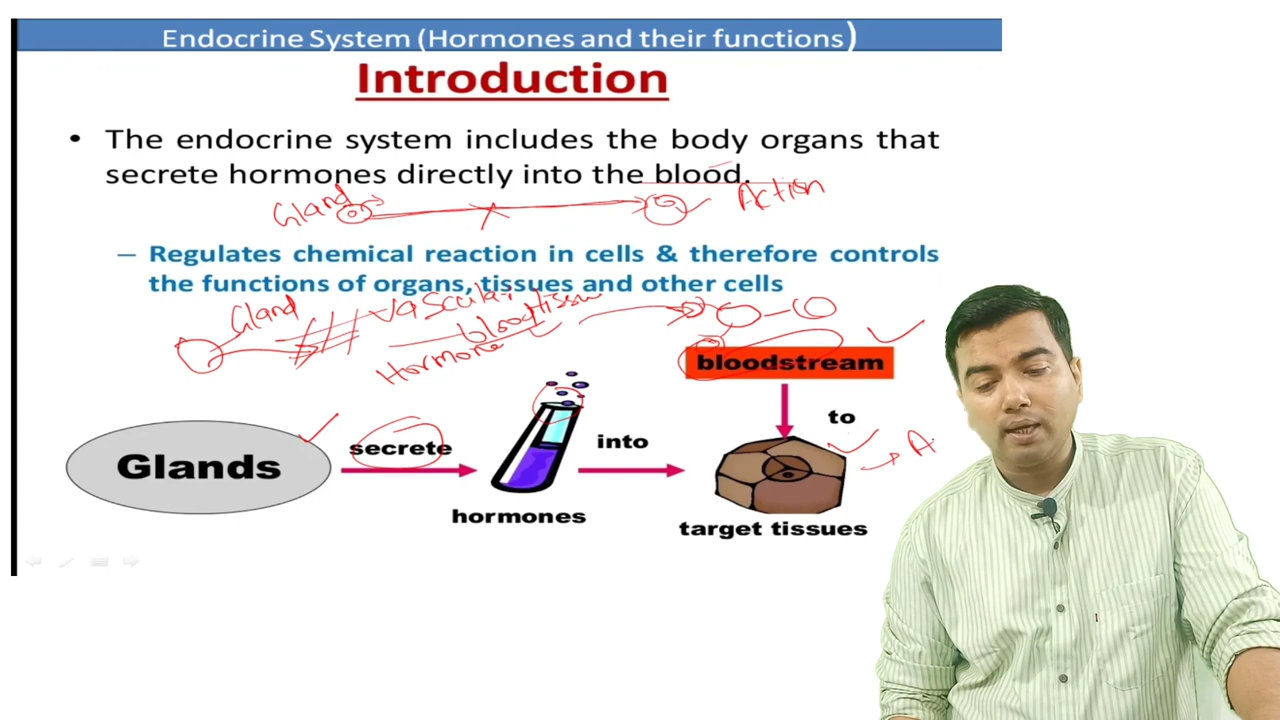 Endocrine System (Hormones and their functions)
Introduction
• The endocrine system includes the body organs that
secrete hormones directly into the blood.
Gland
Action
– Regulates chemical reaction in cells & therefore controls
the functions of organs, tissues and other cells
Gland
Vascular
blood tissue
Hormone
bloodstream
to
A
Glands
secrete
into
hormones
target tissues